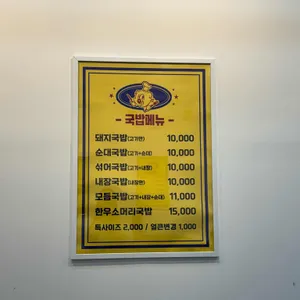 - 국밥메뉴 -
돼지국밥(고기만) 10,000
순대국밥(고기+순대) 10,000
섞어국밥(고기+내장) 10,000
내장국밥(내장만) 10,000
모듬국밥(고기+내장+순대) 11,000
한우소머리국밥 15,000
특사이즈 2,000 / 얼큰변경 1,000